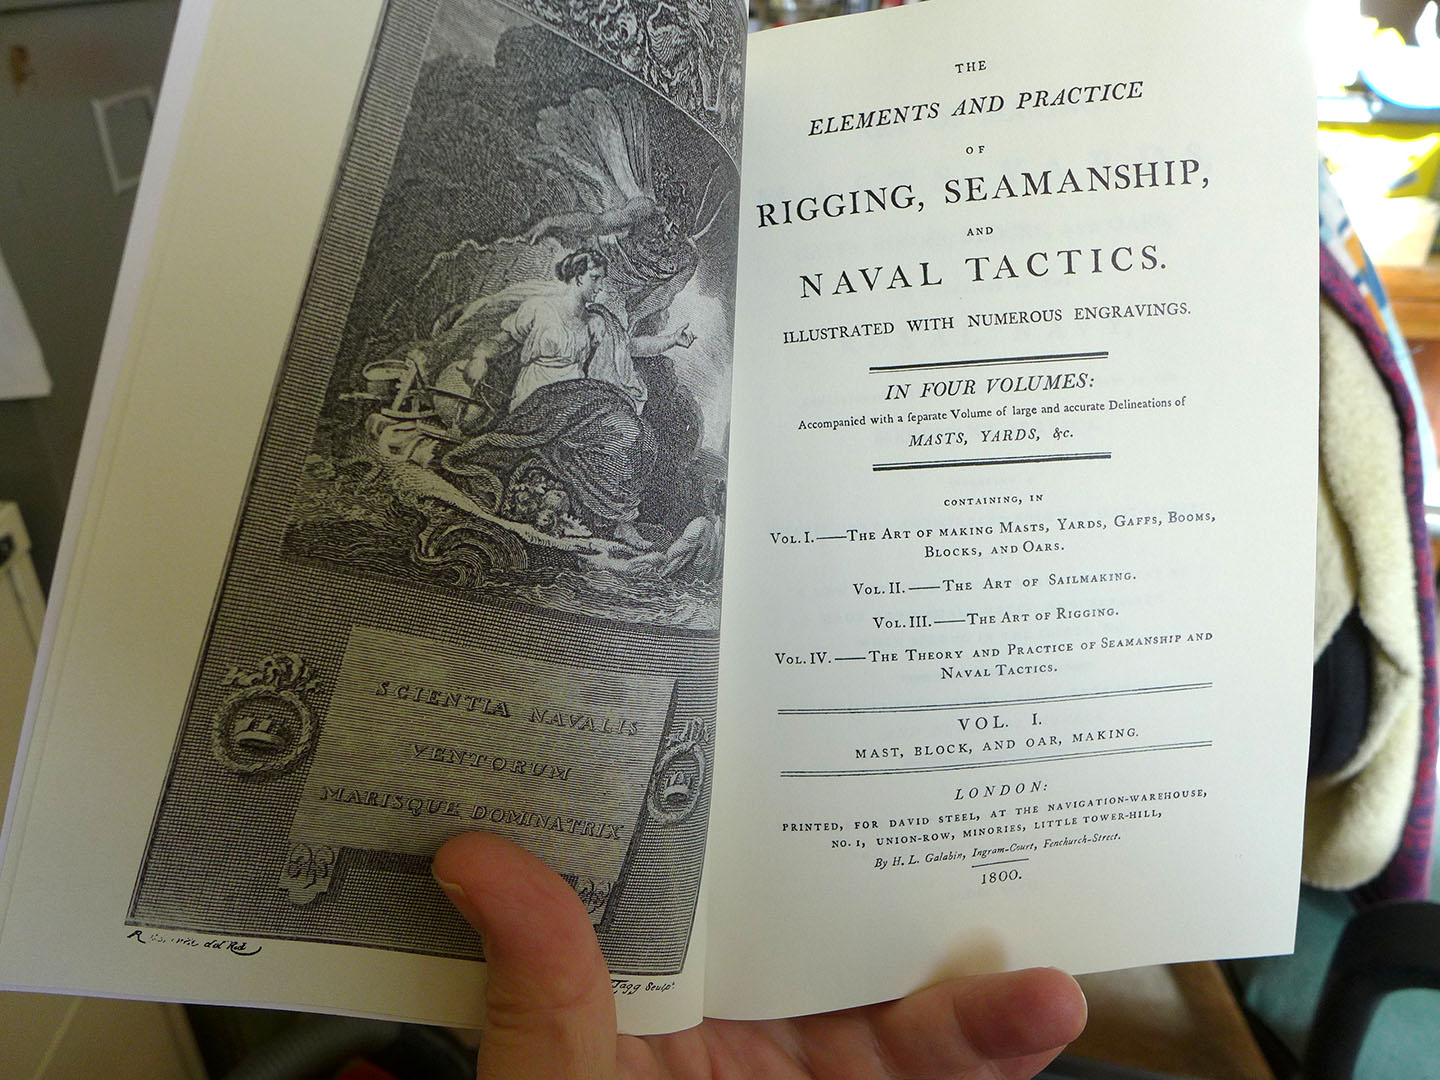 SCIENTIA NAVALIS
VENTORUM
MARISQUE DOMINATRIX
del
Tagg Sculpt.
THE
ELEMENTS AND PRACTICE
OF
RIGGING, SEAMANSHIP,
AND
NAVAL TACTICS.
ILLUSTRATED WITH NUMEROUS ENGRAVINGS.
IN FOUR VOLUMES:
Accompanied with a ſeparate Volume of large and accurate Delineations of
MASTS, YARDS, &c.
CONTAINING, IN
VOL. I.——THE ART OF MAKING MASTS, YARDS, GAFFS, BOOMS,
BLOCKS, AND OARS.
VOL. II.——THE ART OF SAILMAKING.
VOL. III.——THE ART OF RIGGING.
VOL. IV.——THE THEORY AND PRACTICE OF SEAMANSHIP AND
NAVAL TACTICS.
VOL. I.
MAST, BLOCK, AND OAR, MAKING.
LONDON:
PRINTED, FOR DAVID STEEL, AT THE NAVIGATION-WAREHOUSE,
NO. 1, UNION-ROW, MINORIES, LITTLE TOWER-HILL,
By H. L. Galabin, Ingram-Court, Fenchurch-Street.
1800.